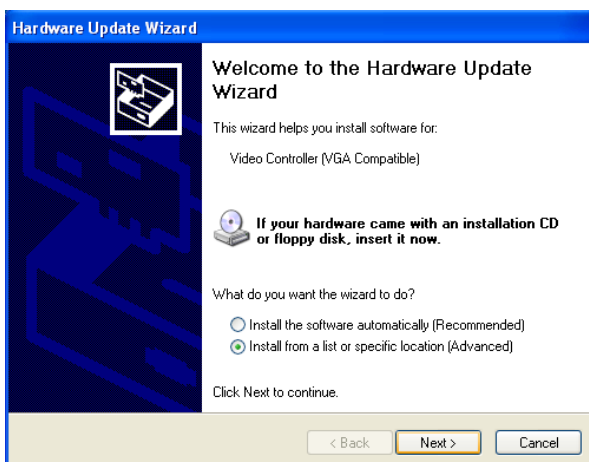 Hardware Update Wizard
Welcome to the Hardware Update
Wizard
This wizard helps you install software for:
Video Controller (VGA Compatible)
If your hardware came with an installation CD
or floppy disk, insert it now.
What do you want the wizard to do?
Install the software automatically (Recommended)
Install from a list or specific location (Advanced)
Click Next to continue.
< Back Next > Cancel